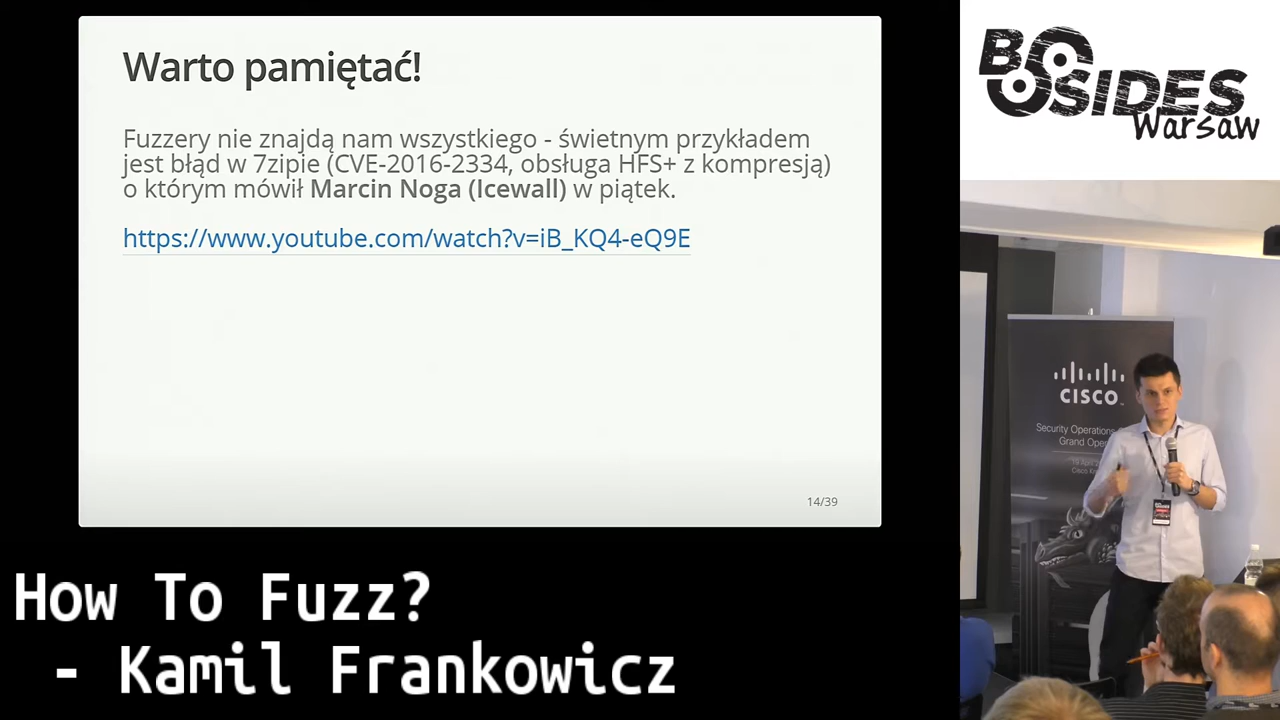 Warto pamiętać!
Fuzzery nie znajdą nam wszystkiego - świetnym przykładem
jest błąd w 7zipie (CVE-2016-2334, obsługa HFS+ z kompresją)
o którym mówił Marcin Noga (Icewall) w piątek.
https://www.youtube.com/watch?v=iB_KQ4-eQ9E
14/39
How To Fuzz?
- Kamil Frankowicz
BSIDES
Warsaw
CISCO
Security Operations
Grand Open